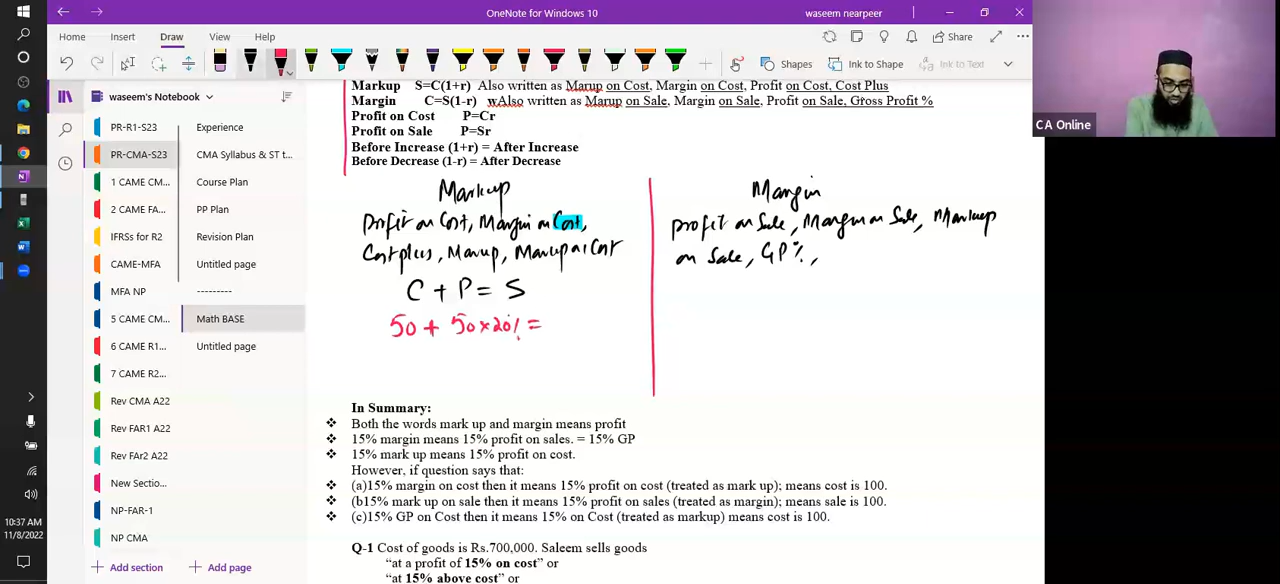 OneNote for Windows 10
waseem nearpeer
Home Insert Draw View Help
Share
Shapes
Ink to Shape
Ink to Text
waseem's Notebook
PR-R1-S23
PR-CMA-S23
1 CAME CM...
2 CAME FA...
IFRSs for R2
CAME-MFA
MFA NP
5 CAME CM...
6 CAME R1...
7 CAME R2...
Rev CMA A22
Rev FAR1 A22
Rev FAr2 A22
New Sectio...
NP-FAR-1
NP CMA
Add section
Experience
CMA Syllabus & ST t...
Course Plan
PP Plan
Revision Plan
Untitled page
---------
Math BASE
Untitled page
Add page
Markup S=C(1+r) Also written as Marup on Cost, Margin on Cost, Profit on Cost, Cost Plus
Margin C=S(1-r) wAlso written as Marup on Sale, Margin on Sale, Profit on Sale, Gross Profit %
Profit on Cost P=Cr
Profit on Sale P=Sr
Before Increase (1+r) = After Increase
Before Decrease (1-r) = After Decrease
Markup
Profit on Cost, Margin on Cost,
Cost plus, Marup, Markup on Cost
C + P = S
50 + 50×20% =
Margin
profit on Sale, Margin on Sale, Markup
on Sale, GP%,
In Summary:
❖ Both the words mark up and margin means profit
❖ 15% margin means 15% profit on sales. = 15% GP
❖ 15% mark up means 15% profit on cost.
However, if question says that:
❖ (a)15% margin on cost then it means 15% profit on cost (treated as mark up); means cost is 100.
❖ (b15% mark up on sale then it means 15% profit on sales (treated as margin); means sale is 100.
❖ (c)15% GP on Cost then it means 15% on Cost (treated as markup) means cost is 100.
Q-1 Cost of goods is Rs.700,000. Saleem sells goods
"at a profit of 15% on cost" or
"at 15% above cost" or
CA Online
10:37 AM
11/8/2022